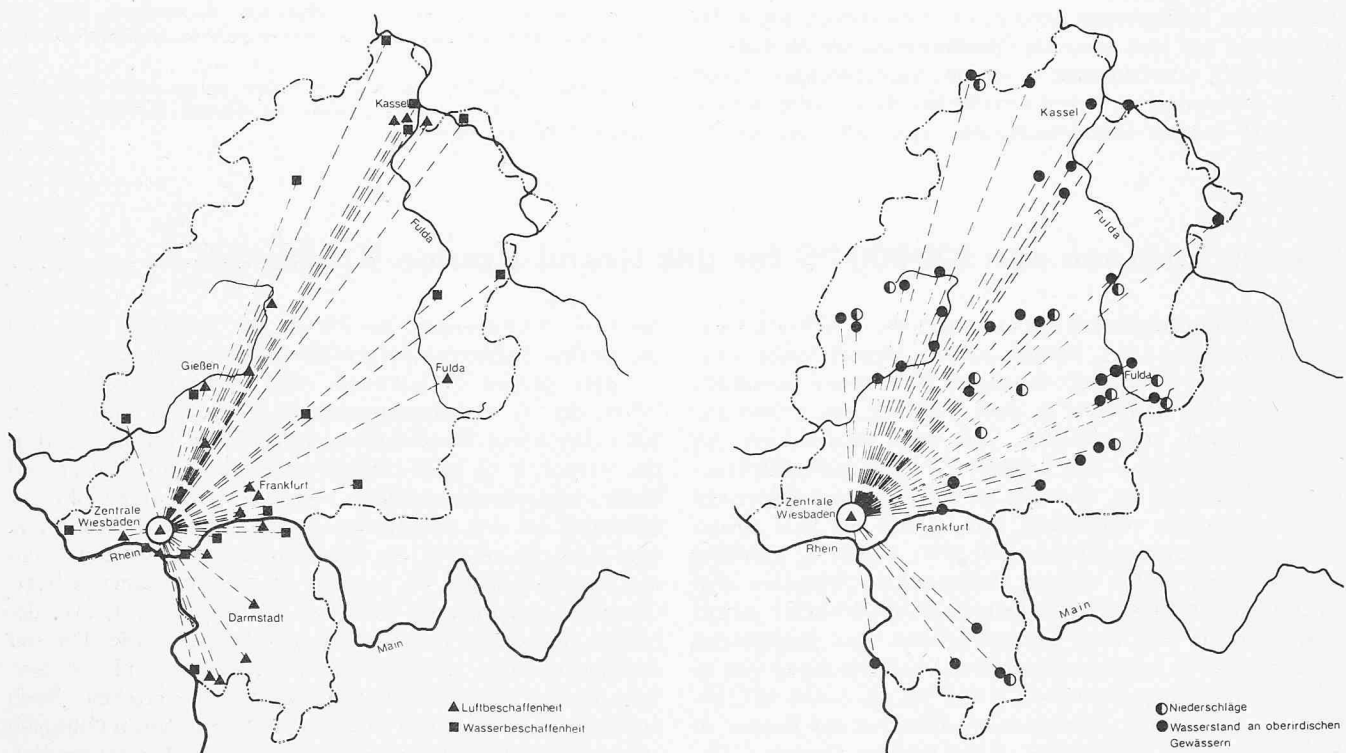 Kassel
Fulda
Gießen
Fulda
Frankfurt
Zentrale
Wiesbaden
Rhein
Darmstadt
Main
Luftbeschaffenheit
Wasserbeschaffenheit
Kassel
Fulda
Fulda
Zentrale
Wiesbaden
Frankfurt
Rhein
Main
Niederschläge
Wasserstand an oberirdischen
Gewässern